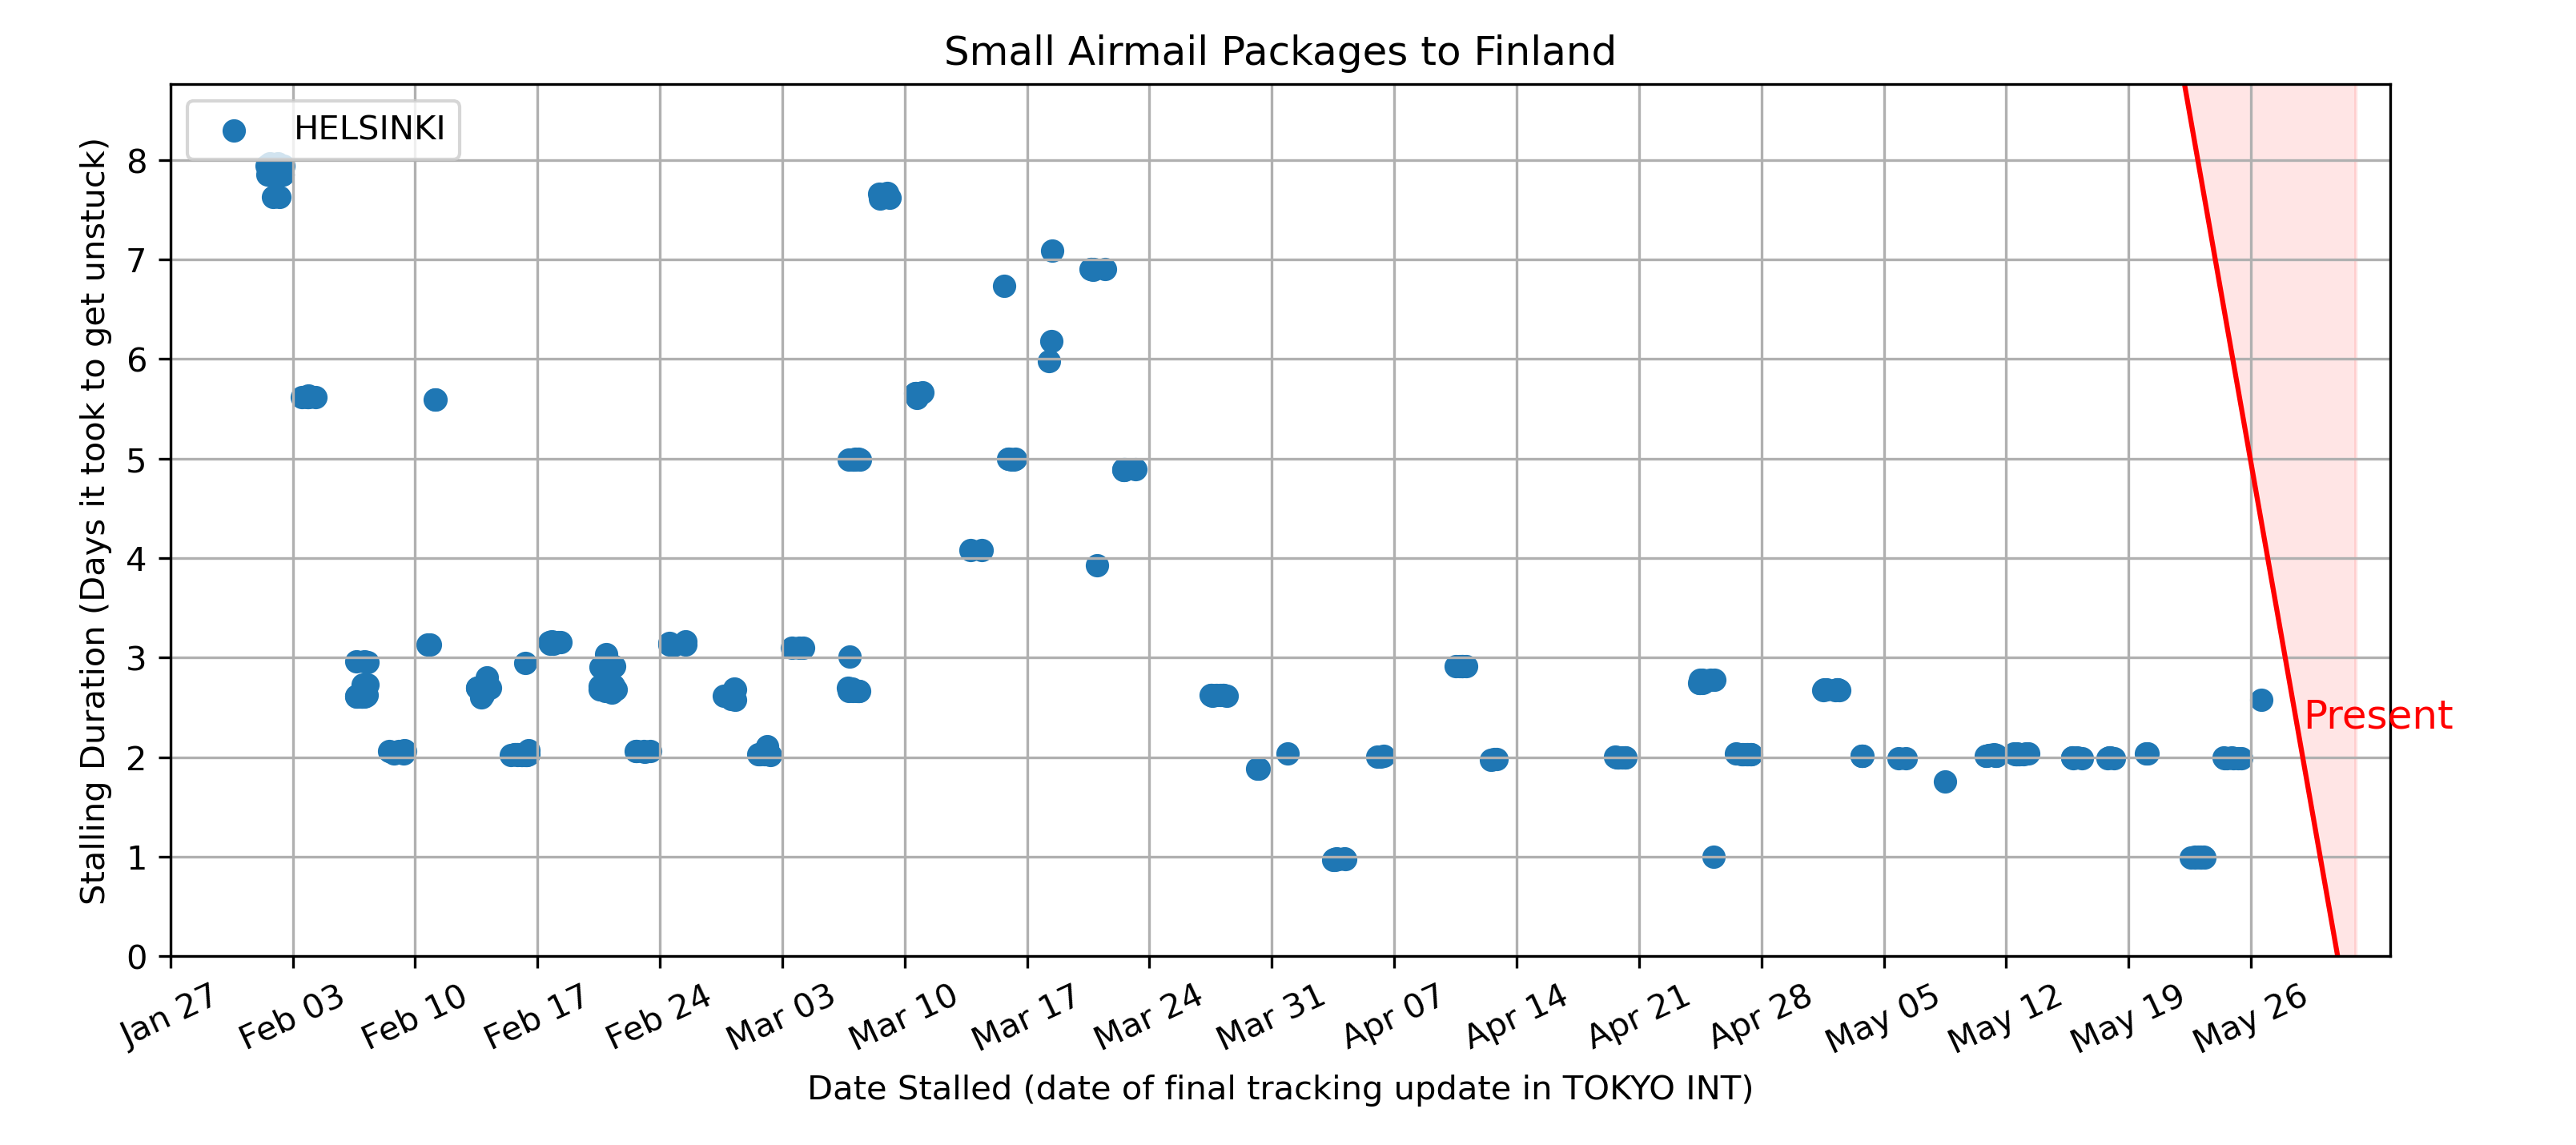 Small Airmail Packages to Finland
HELSINKI
Stalling Duration (Days it took to get unstuck)
8
7
6
5
4
3
2
1
0
Present
Jan 27
Feb 03
Feb 10
Feb 17
Feb 24
Mar 03
Mar 10
Mar 17
Mar 24
Mar 31
Apr 07
Apr 14
Apr 21
Apr 28
May 05
May 12
May 19
May 26
Date Stalled (date of final tracking update in TOKYO INT)